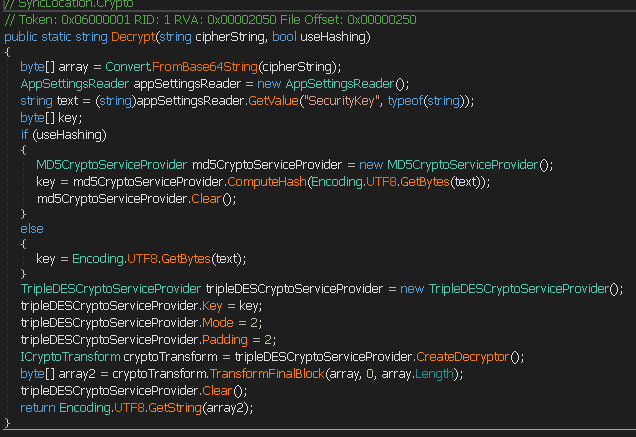 // SyncLocation.Crypto
// Token: 0x06000001 RID: 1 RVA: 0x00002050 File Offset: 0x00000250
public static string Decrypt(string cipherString, bool useHashing)
{
byte[] array = Convert.FromBase64String(cipherString);
AppSettingsReader appSettingsReader = new AppSettingsReader();
string text = (string)appSettingsReader.GetValue("SecurityKey", typeof(string));
byte[] key;
if (useHashing)
{
MD5CryptoServiceProvider md5CryptoServiceProvider = new MD5CryptoServiceProvider();
key = md5CryptoServiceProvider.ComputeHash(Encoding.UTF8.GetBytes(text));
md5CryptoServiceProvider.Clear();
}
else
{
key = Encoding.UTF8.GetBytes(text);
}
TripleDESCryptoServiceProvider tripleDESCryptoServiceProvider = new TripleDESCryptoServiceProvider();
tripleDESCryptoServiceProvider.Key = key;
tripleDESCryptoServiceProvider.Mode = 2;
tripleDESCryptoServiceProvider.Padding = 2;
ICryptoTransform cryptoTransform = tripleDESCryptoServiceProvider.CreateDecryptor();
byte[] array2 = cryptoTransform.TransformFinalBlock(array, 0, array.Length);
tripleDESCryptoServiceProvider.Clear();
return Encoding.UTF8.GetString(array2);
}